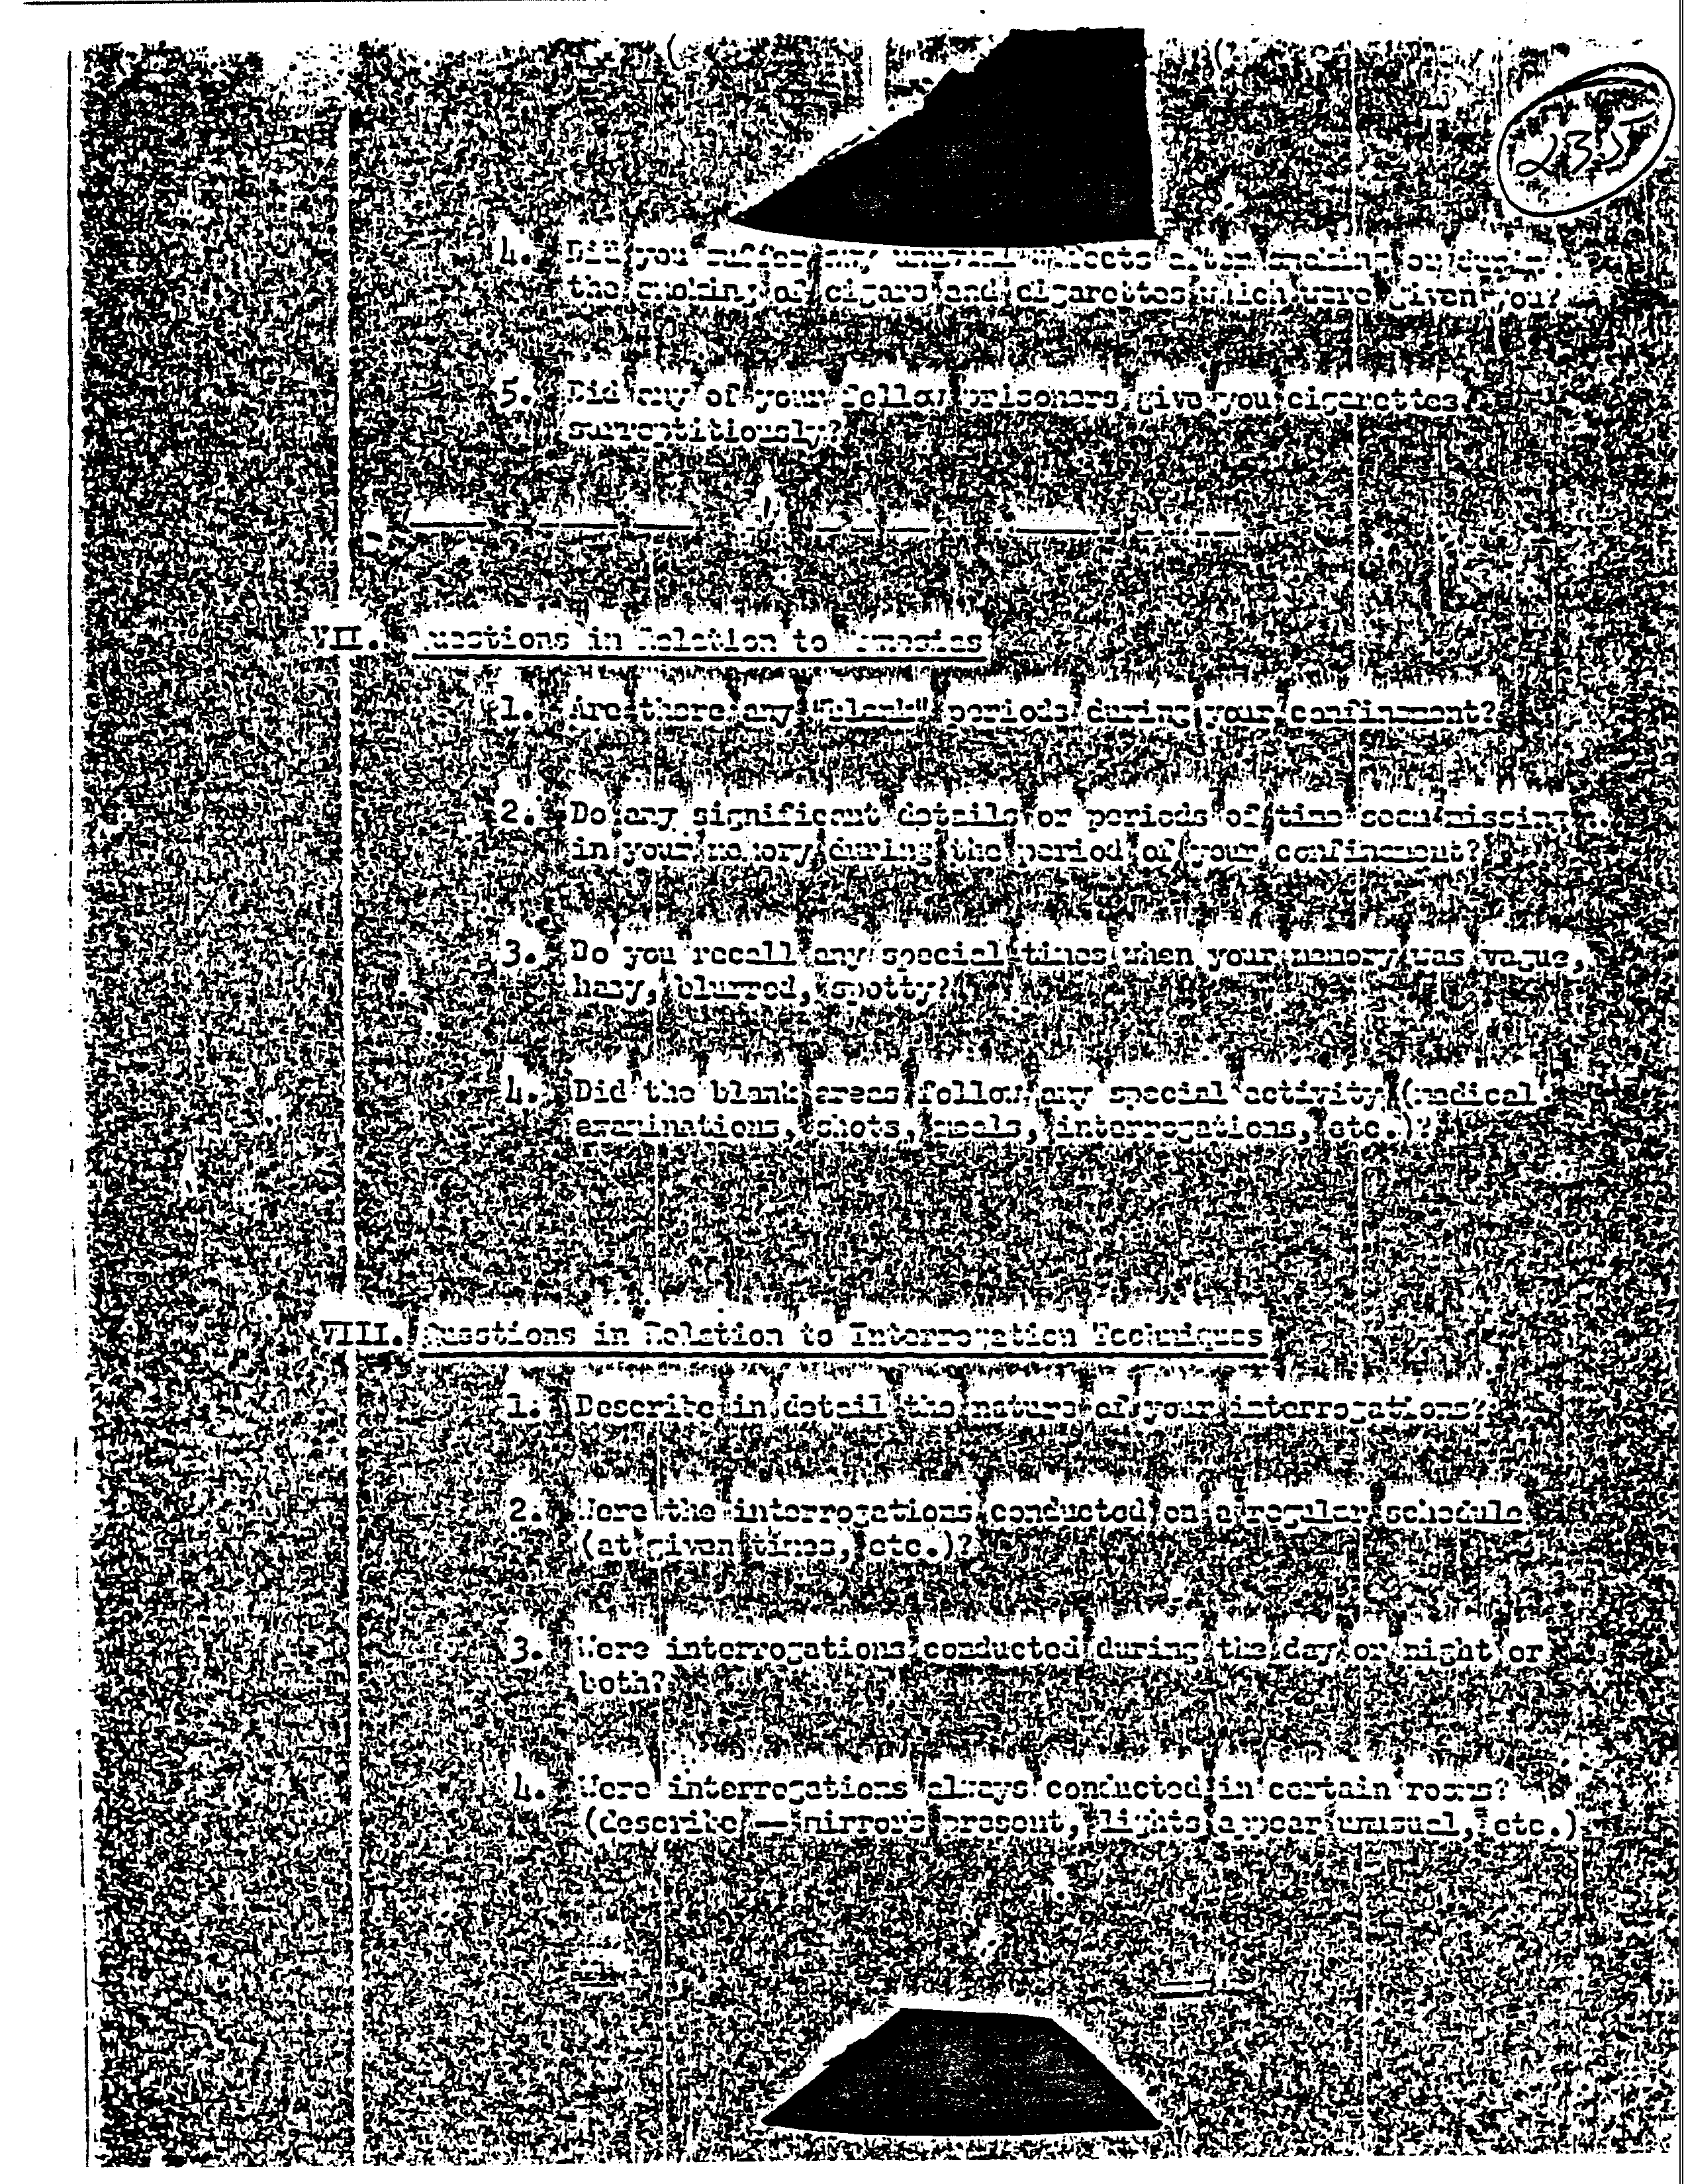 235
4. Did you suffer any unusual effects after smoking or during
the smoking of cigars and cigarettes which were given you?
5. Did any of your fellow prisoners give you cigarettes
surreptitiously?
VII. Questions in Relation to Amnesias
1. Are there any "blank" periods during your confinement?
2. Do any significant details or periods of time seem missing
in your memory during the period of your confinement?
3. Do you recall any special times when your memory was vague,
hazy, blurred, spotty?
4. Did the blank areas follow any special activity (medical
examinations, shots, meals, interrogations, etc.)?
VIII. Questions in Relation to Interrogation Techniques
1. Describe in detail the nature of your interrogations?
2. Were the interrogations conducted on a regular schedule
(at given times, etc.)?
3. Were interrogations conducted during the day or night or
both?
4. Were interrogations always conducted in certain rooms?
(describe — mirrors present, lights appear unusual, etc.)